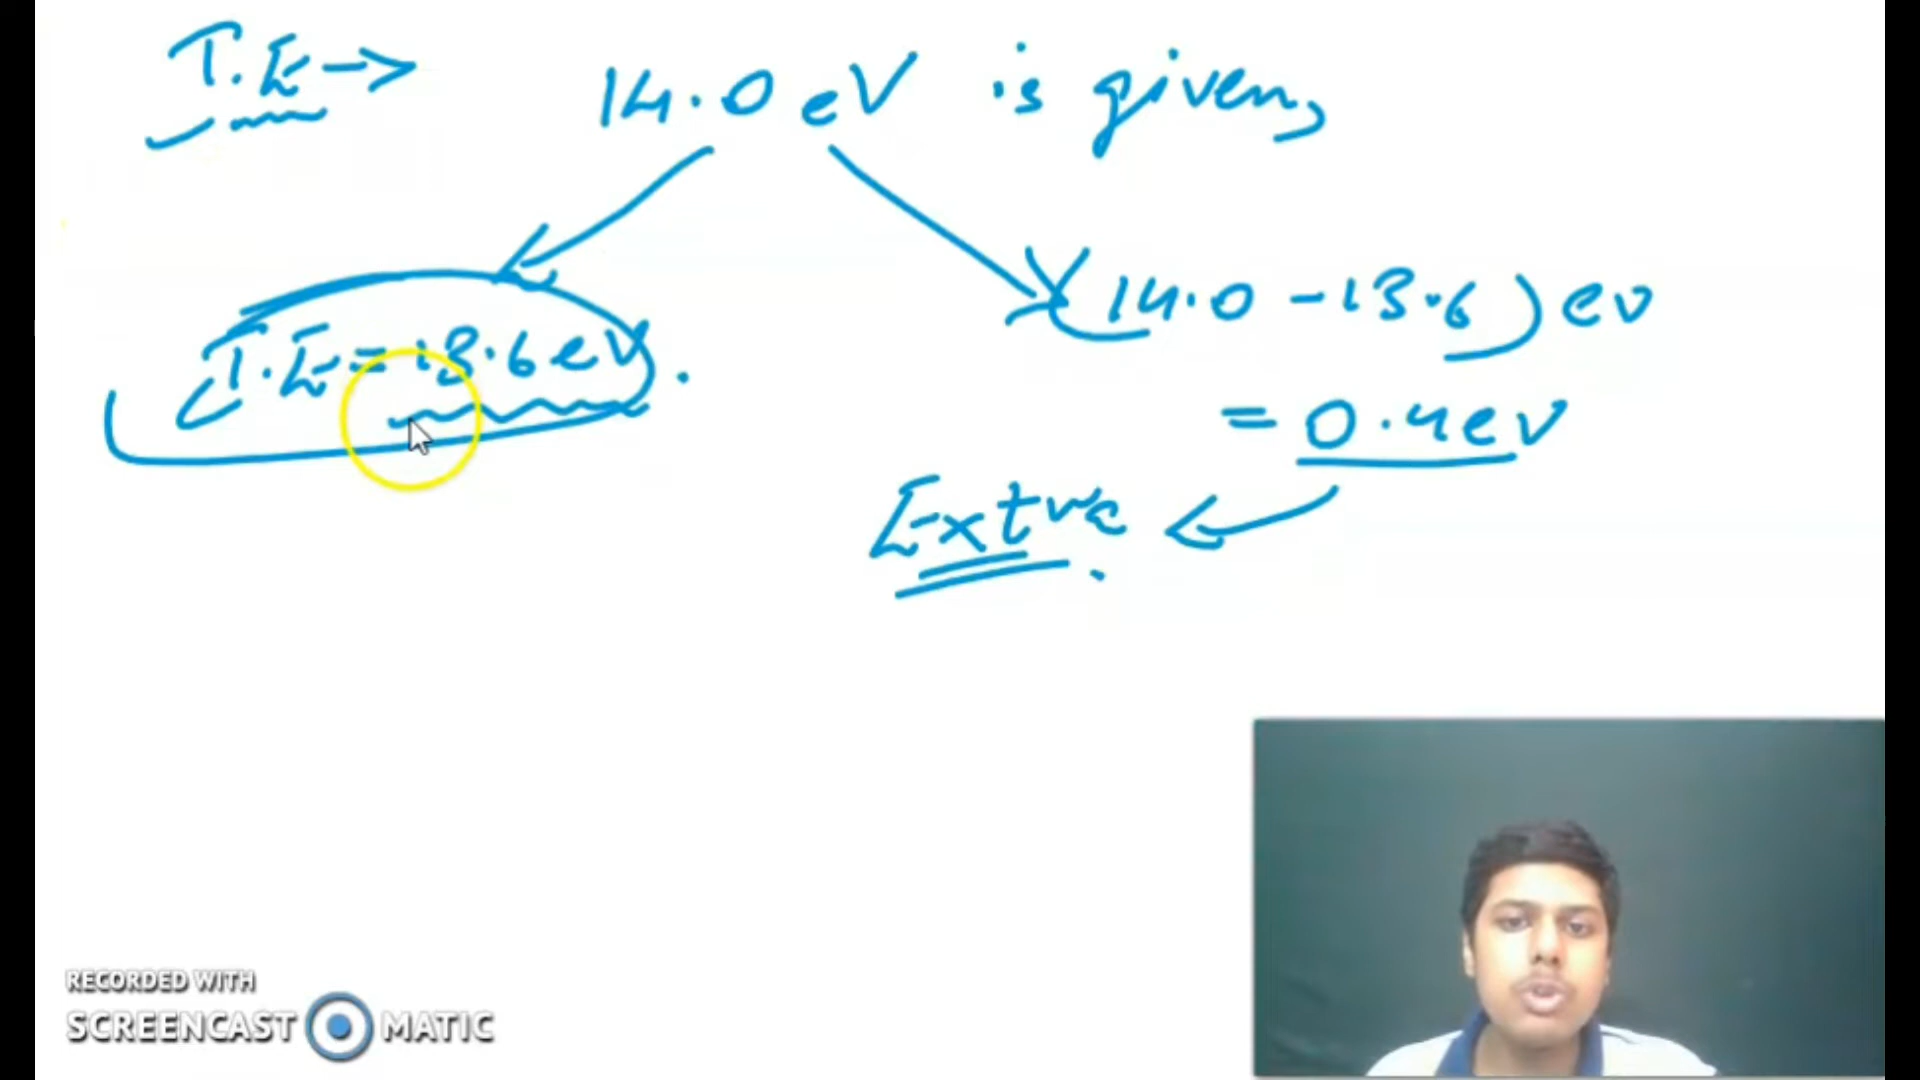 I.E → 14.0 eV is given,
I.E = 13.6 eV.
(14.0 - 13.6) ev
= 0.4 ev
Extra.
RECORDED WITH
SCREENCAST MATIC